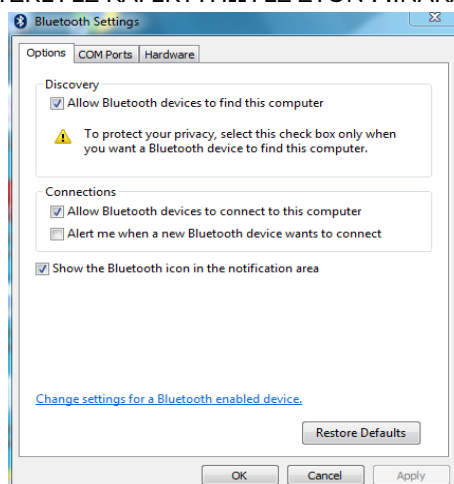 Bluetooth Settings
Options COM Ports Hardware
Discovery
Allow Bluetooth devices to find this computer
To protect your privacy, select this check box only when
you want a Bluetooth device to find this computer.
Connections
Allow Bluetooth devices to connect to this computer
Alert me when a new Bluetooth device wants to connect
Show the Bluetooth icon in the notification area
Change settings for a Bluetooth enabled device.
Restore Defaults
OK Cancel Apply